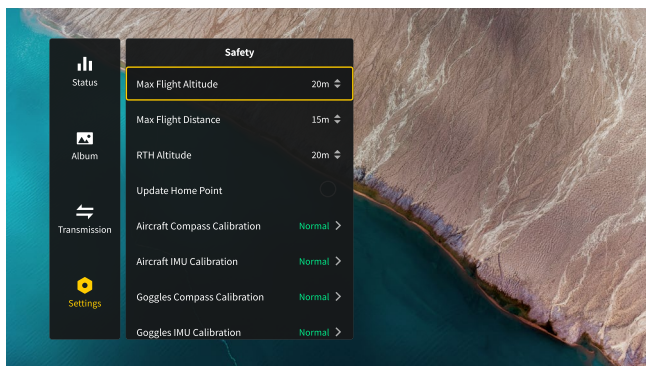 Safety
Status
Max Flight Altitude 20m
Max Flight Distance 15m
Album
RTH Altitude 20m
Update Home Point
Transmission
Aircraft Compass Calibration Normal
Aircraft IMU Calibration Normal
Settings
Goggles Compass Calibration Normal
Goggles IMU Calibration Normal